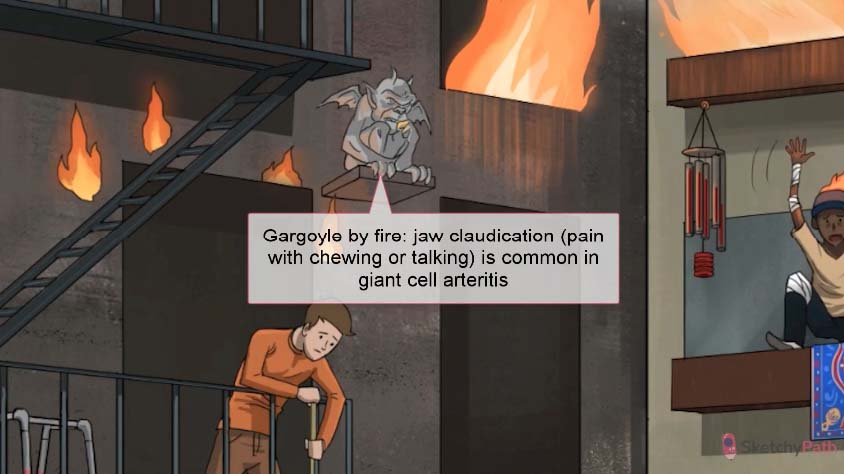 Gargoyle by fire: jaw claudication (pain
with chewing or talking) is common in
giant cell arteritis
SketchyPath